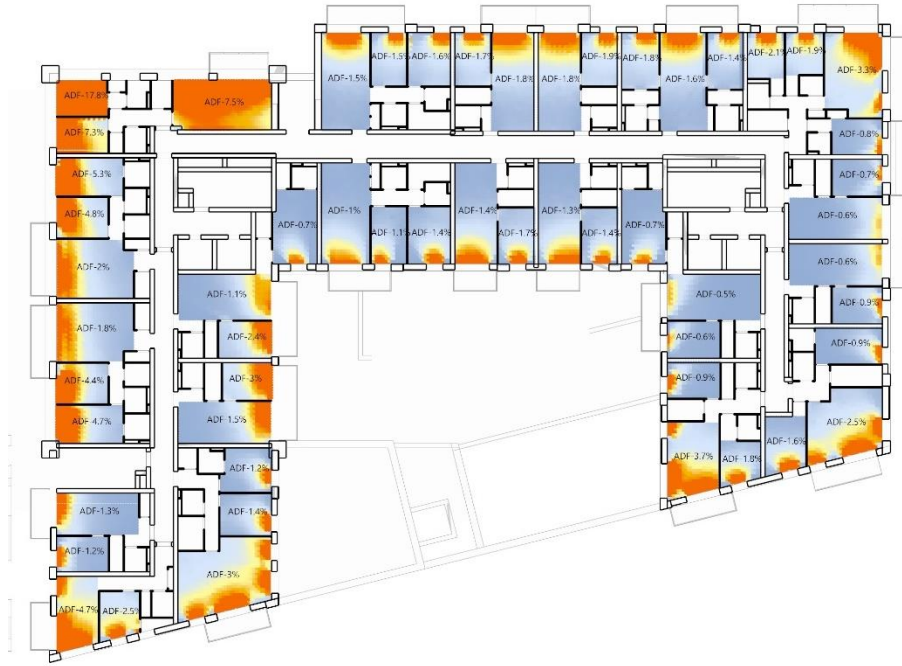 ADF-1.5%
ADF-1.5%
ADF-1.6%
ADF-1.7%
ADF-1.8%
ADF-1.8%
ADF-1.9%
ADF-1.8%
ADF-1.6%
ADF-1.4%
ADF-2.1%
ADF-1.9%
ADF-3.3%
ADF-17.8%
ADF-7.5%
ADF-7.3%
ADF-0.8%
ADF-5.3%
ADF-0.7%
ADF-4.8%
ADF-0.7%
ADF-1%
ADF-1.1%
ADF-1.4%
ADF-1.4%
ADF-1.7%
ADF-1.3%
ADF-1.4%
ADF-0.7%
ADF-0.6%
ADF-2%
ADF-0.6%
ADF-1.1%
ADF-0.5%
ADF-0.9%
ADF-1.8%
ADF-2.4%
ADF-0.6%
ADF-0.9%
ADF-4.4%
ADF-3%
ADF-0.9%
ADF-4.7%
ADF-1.5%
ADF-3.7%
ADF-1.8%
ADF-1.6%
ADF-2.5%
ADF-1.2%
ADF-1.3%
ADF-1.4%
ADF-1.2%
ADF-3%
ADF-4.7%
ADF-2.5%